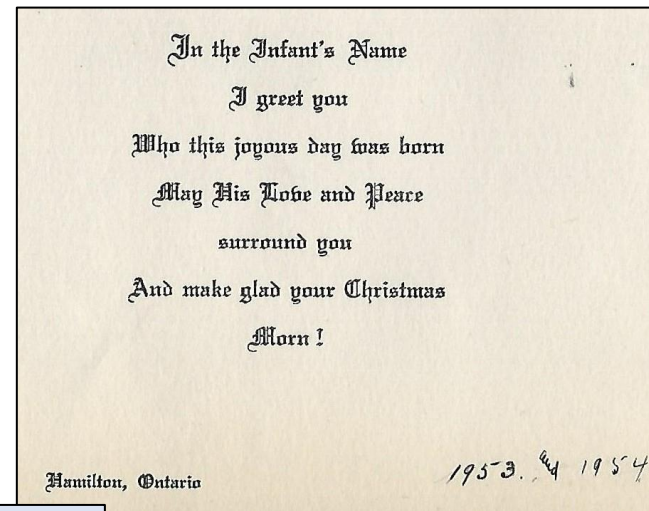 In the Infant's Name
I greet you
Who this joyous day was born
May His Love and Peace
surround you
And make glad your Christmas
Morn !
Hamilton, Ontario
1953. and 1954